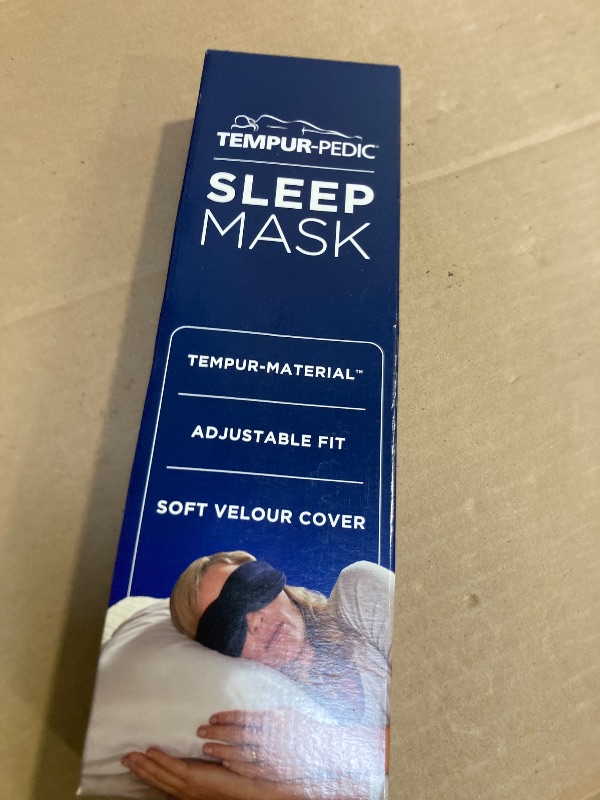 TEMPUR-PEDIC
SLEEP
MASK
TEMPUR-MATERIAL™
ADJUSTABLE FIT
SOFT VELOUR COVER